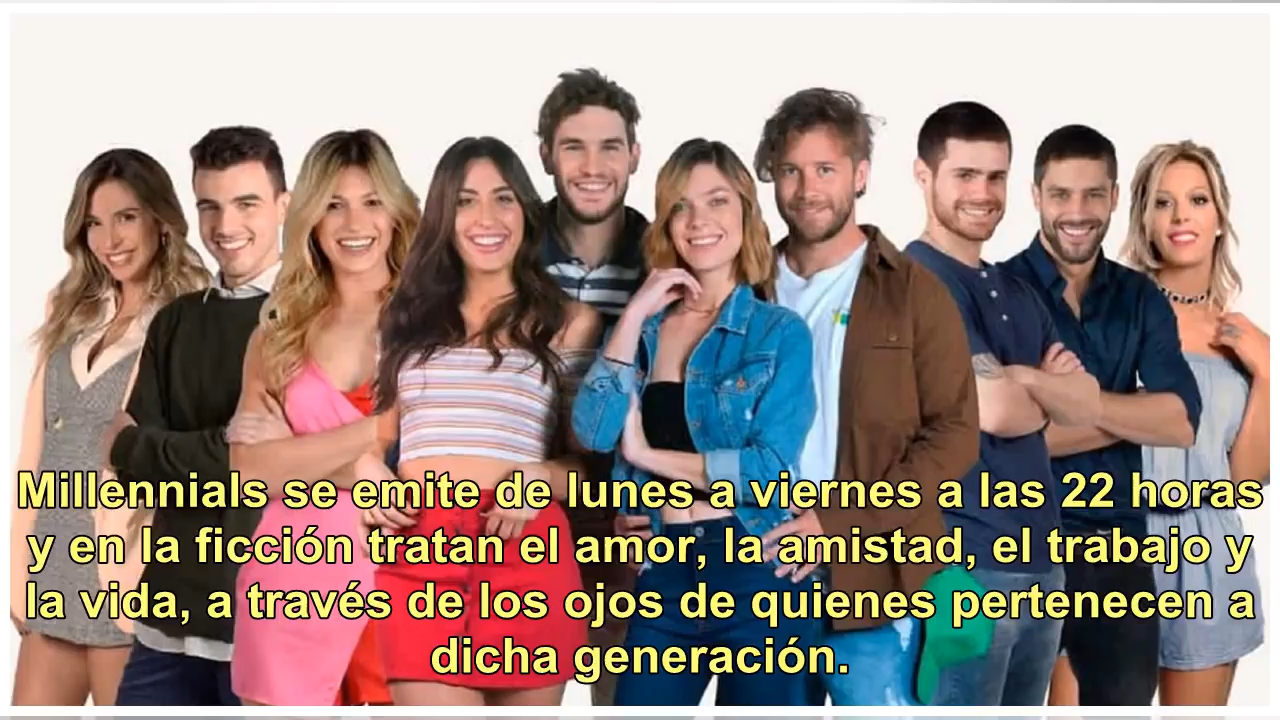 Millennials se emite de lunes a viernes a las 22 horas
y en la ficción tratan el amor, la amistad, el trabajo y
la vida, a través de los ojos de quienes pertenecen a
dicha generación.